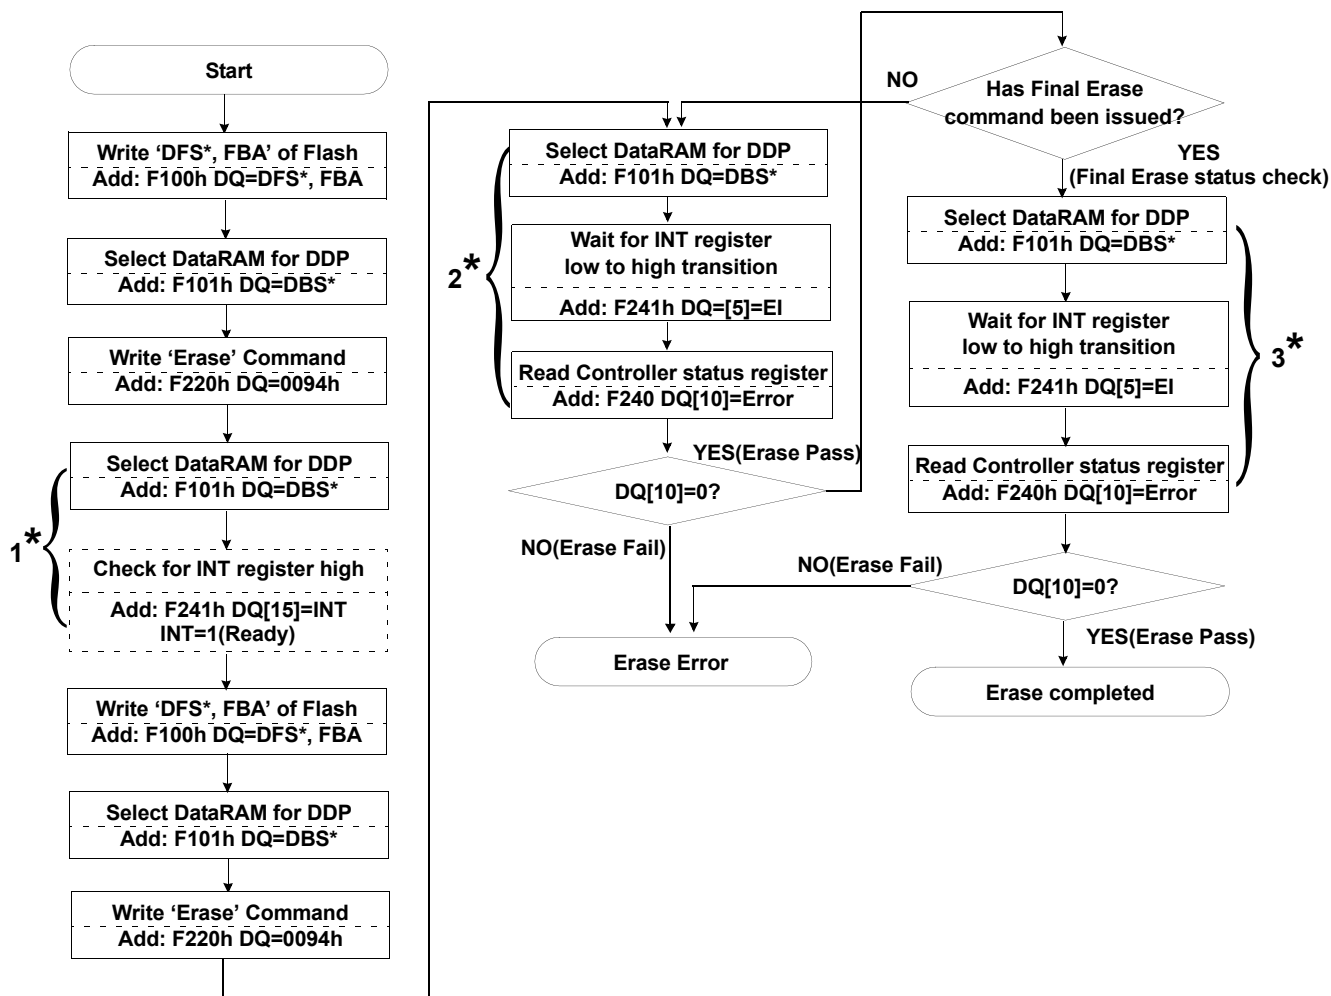 Start
Write ‘DFS*, FBA’ of Flash
Add: F100h DQ=DFS*, FBA
Select DataRAM for DDP
Add: F101h DQ=DBS*
Write ‘Erase’ Command
Add: F220h DQ=0094h
Select DataRAM for DDP
Add: F101h DQ=DBS*
1*
Check for INT register high
Add: F241h DQ[15]=INT
INT=1(Ready)
Write ‘DFS*, FBA’ of Flash
Add: F100h DQ=DFS*, FBA
Select DataRAM for DDP
Add: F101h DQ=DBS*
Write ‘Erase’ Command
Add: F220h DQ=0094h
Select DataRAM for DDP
Add: F101h DQ=DBS*
2*
Wait for INT register
low to high transition
Add: F241h DQ=[5]=EI
Read Controller status register
Add: F240 DQ[10]=Error
YES(Erase Pass)
DQ[10]=0?
NO(Erase Fail)
Erase Error
NO
Has Final Erase
command been issued?
YES
(Final Erase status check)
Select DataRAM for DDP
Add: F101h DQ=DBS*
Wait for INT register
low to high transition
Add: F241h DQ[5]=EI
3*
Read Controller status register
Add: F240h DQ[10]=Error
NO(Erase Fail)
DQ[10]=0?
YES(Erase Pass)
Erase completed